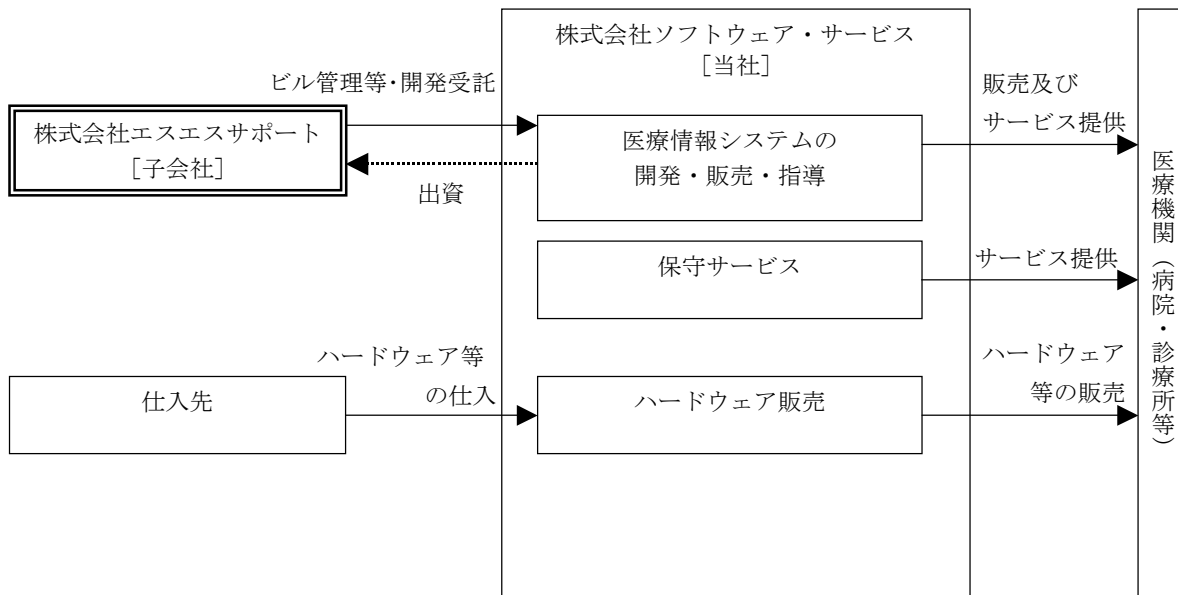 株式会社ソフトウェア・サービス
［当社］
ビル管理等・開発受託
株式会社エスエスサポート
［子会社］
出資
医療情報システムの
開発・販売・指導
販売及び
サービス提供
保守サービス
サービス提供
ハードウェア等
の仕入
仕入先
ハードウェア販売
ハードウェア
等の販売
医療機関（病院・診療所等）